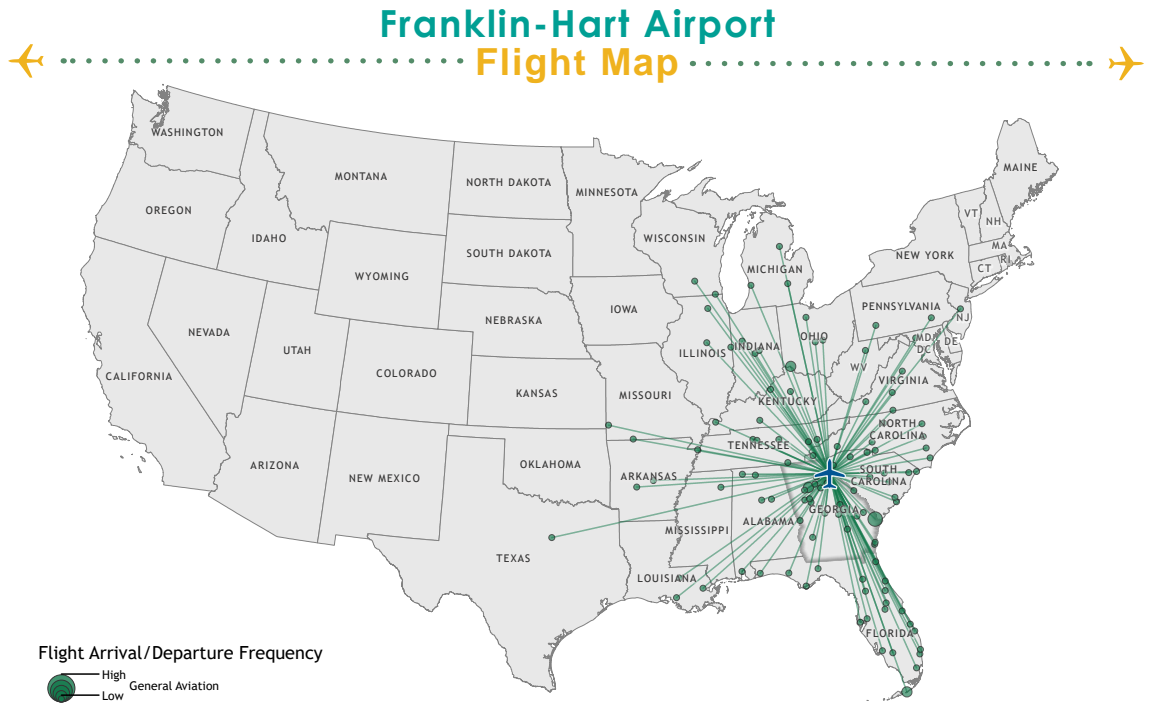 Franklin-Hart Airport
Flight Map
WASHINGTON
MONTANA
NORTH DAKOTA
MINNESOTA
MAINE
OREGON
IDAHO
WISCONSIN
VT
NH
SOUTH DAKOTA
WYOMING
MICHIGAN
NEW YORK
MA
RI
CT
NEBRASKA
IOWA
PENNSYLVANIA
NJ
NEVADA
UTAH
COLORADO
ILLINOIS
INDIANA
OHIO
MD
DE
DC
WV
CALIFORNIA
KANSAS
MISSOURI
KENTUCKY
VIRGINIA
ARIZONA
NEW MEXICO
OKLAHOMA
ARKANSAS
TENNESSEE
NORTH
CAROLINA
SOUTH
CAROLINA
MISSISSIPPI
ALABAMA
GEORGIA
TEXAS
LOUISIANA
FLORIDA
Flight Arrival/Departure Frequency
High
General Aviation
Low